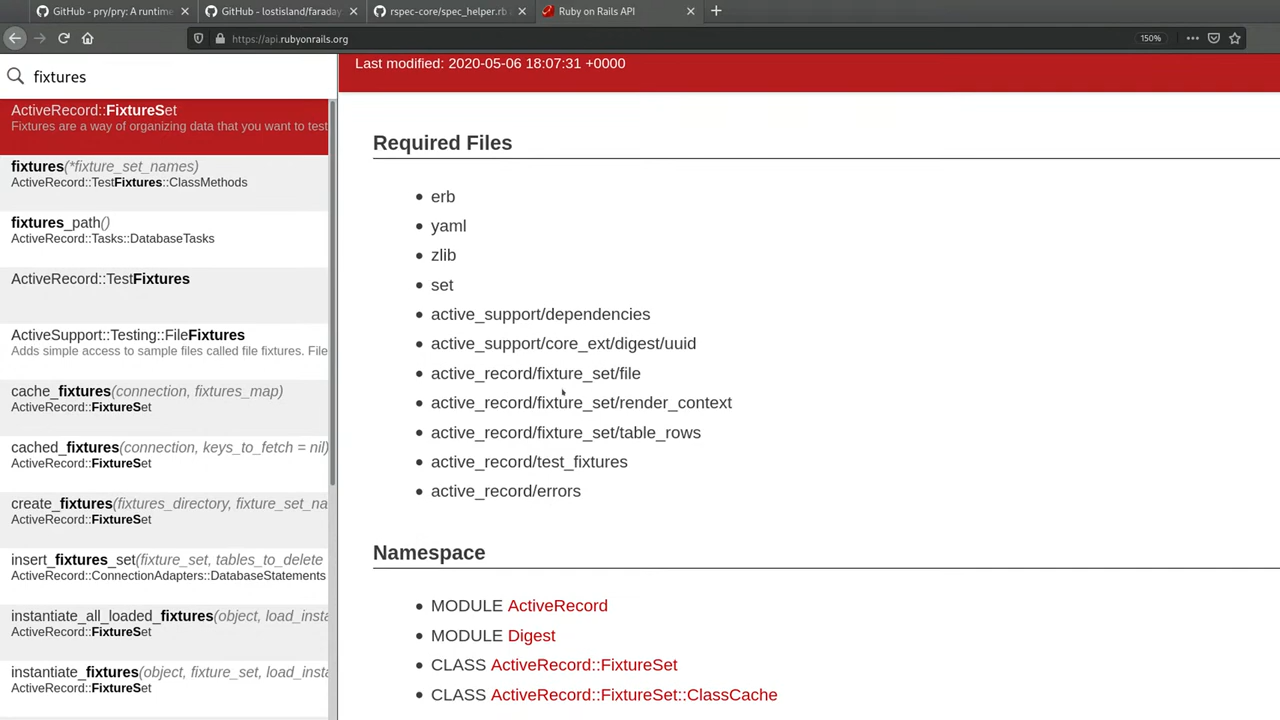 GitHub - pry/pry: A runtime
GitHub - lostisland/faraday
rspec-core/spec_helper.rb
Ruby on Rails API
https://api.rubyonrails.org
150%
fixtures
Last modified: 2020-05-06 18:07:31 +0000
ActiveRecord::FixtureSet
Fixtures are a way of organizing data that you want to test
fixtures(*fixture_set_names)
ActiveRecord::TestFixtures::ClassMethods
fixtures_path()
ActiveRecord::Tasks::DatabaseTasks
ActiveRecord::TestFixtures
ActiveSupport::Testing::FileFixtures
Adds simple access to sample files called file fixtures. File
cache_fixtures(connection, fixtures_map)
ActiveRecord::FixtureSet
cached_fixtures(connection, keys_to_fetch = nil)
ActiveRecord::FixtureSet
create_fixtures(fixtures_directory, fixture_set_na
ActiveRecord::FixtureSet
insert_fixtures_set(fixture_set, tables_to_delete
ActiveRecord::ConnectionAdapters::DatabaseStatements
instantiate_all_loaded_fixtures(object, load_insta
ActiveRecord::FixtureSet
instantiate_fixtures(object, fixture_set, load_inst
ActiveRecord::FixtureSet
Required Files
erb
yaml
zlib
set
active_support/dependencies
active_support/core_ext/digest/uuid
active_record/fixture_set/file
active_record/fixture_set/render_context
active_record/fixture_set/table_rows
active_record/test_fixtures
active_record/errors
Namespace
MODULE ActiveRecord
MODULE Digest
CLASS ActiveRecord::FixtureSet
CLASS ActiveRecord::FixtureSet::ClassCache